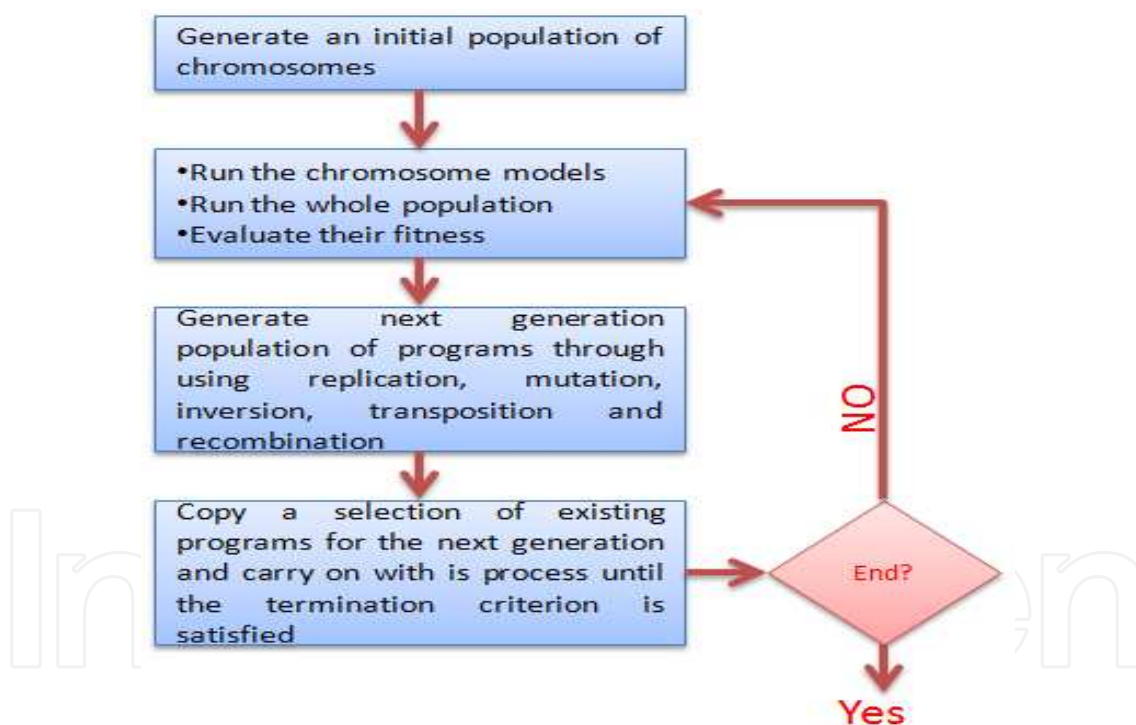 Generate an initial population of
chromosomes
•Run the chromosome models
•Run the whole population
•Evaluate their fitness
Generate next generation
population of programs through
using replication, mutation,
inversion, transposition and
recombination
Copy a selection of existing
programs for the next generation
and carry on with is process until
the termination criterion is
satisfied
End?
NO
Yes